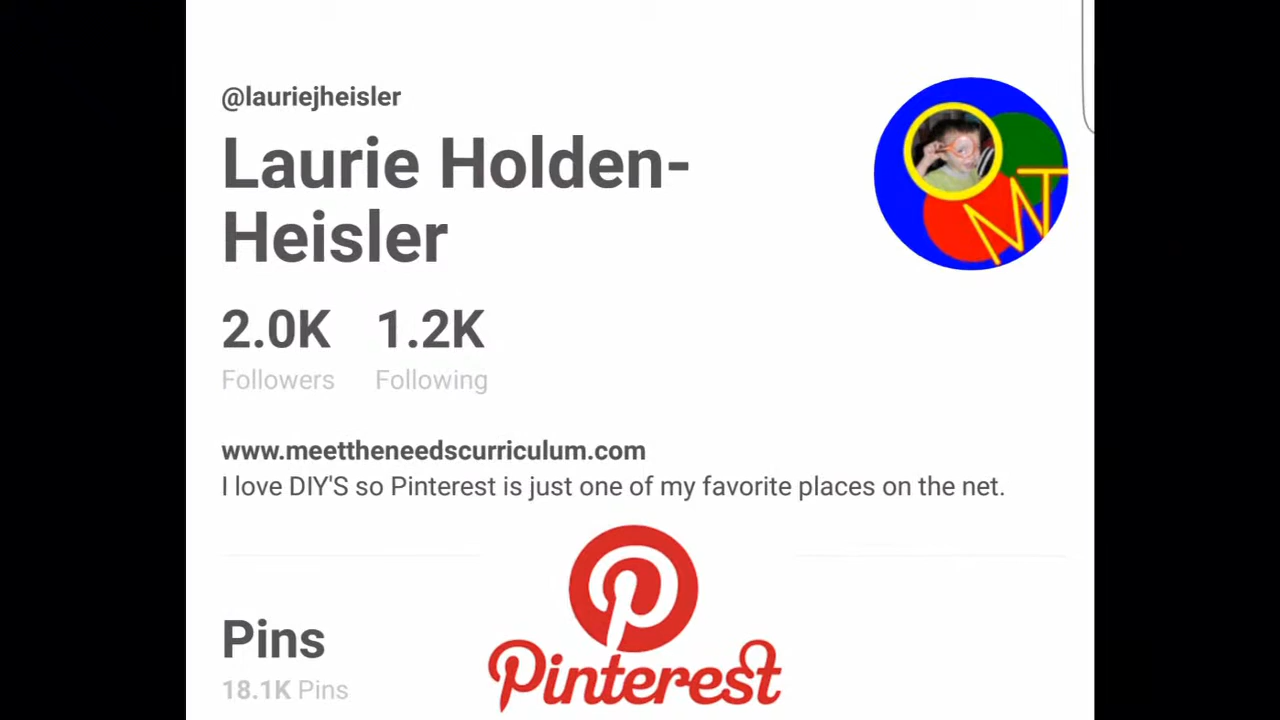 @lauriejheisler
Laurie Holden-
Heisler
2.0K 1.2K
Followers Following
www.meettheneedscurriculum.com
I love DIY'S so Pinterest is just one of my favorite places on the net.
Pins
18.1K Pins
Pinterest
MT